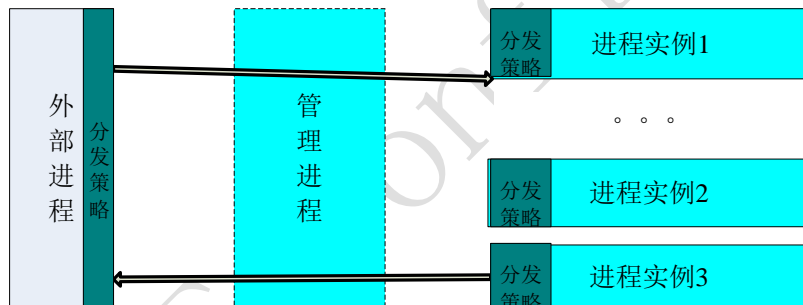 外部进程
分发策略
管理进程
分发
策略
进程实例1
。。。
分发
策略
进程实例2
分发
策略
进程实例3